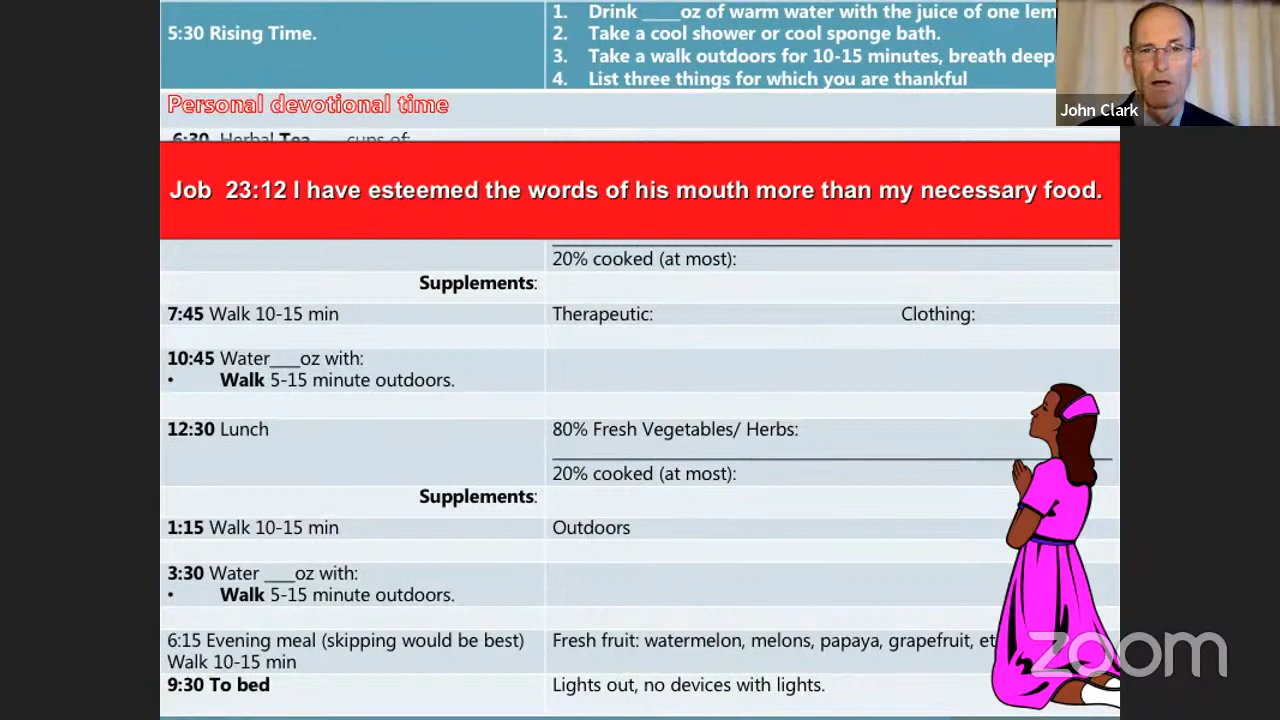 5:30 Rising Time.
1. Drink ____oz of warm water with the juice of one lem
2. Take a cool shower or cool sponge bath.
3. Take a walk outdoors for 10-15 minutes, breath deep
4. List three things for which you are thankful
John Clark
Personal devotional time
6:30 Herbal Tea ___ cups of:
Job 23:12 I have esteemed the words of his mouth more than my necessary food.
20% cooked (at most):
Supplements:
7:45 Walk 10-15 min
Therapeutic: Clothing:
10:45 Water___oz with:
• Walk 5-15 minute outdoors.
12:30 Lunch
80% Fresh Vegetables/ Herbs:
20% cooked (at most):
Supplements:
1:15 Walk 10-15 min
Outdoors
3:30 Water ___oz with:
• Walk 5-15 minute outdoors.
6:15 Evening meal (skipping would be best)
Fresh fruit: watermelon, melons, papaya, grapefruit, et
Walk 10-15 min
9:30 To bed
Lights out, no devices with lights.
zoom